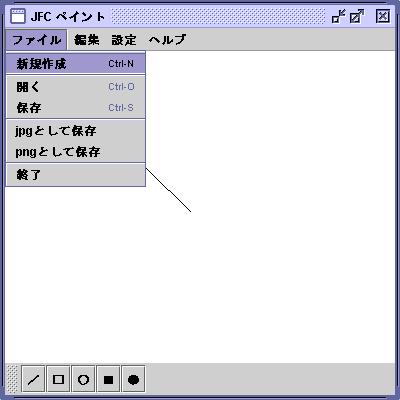 JFC ペイント
ファイル 編集 設定 ヘルプ
新規作成 Ctrl-N
開く Ctrl-O
保存 Ctrl-S
jpgとして保存
pngとして保存
終了